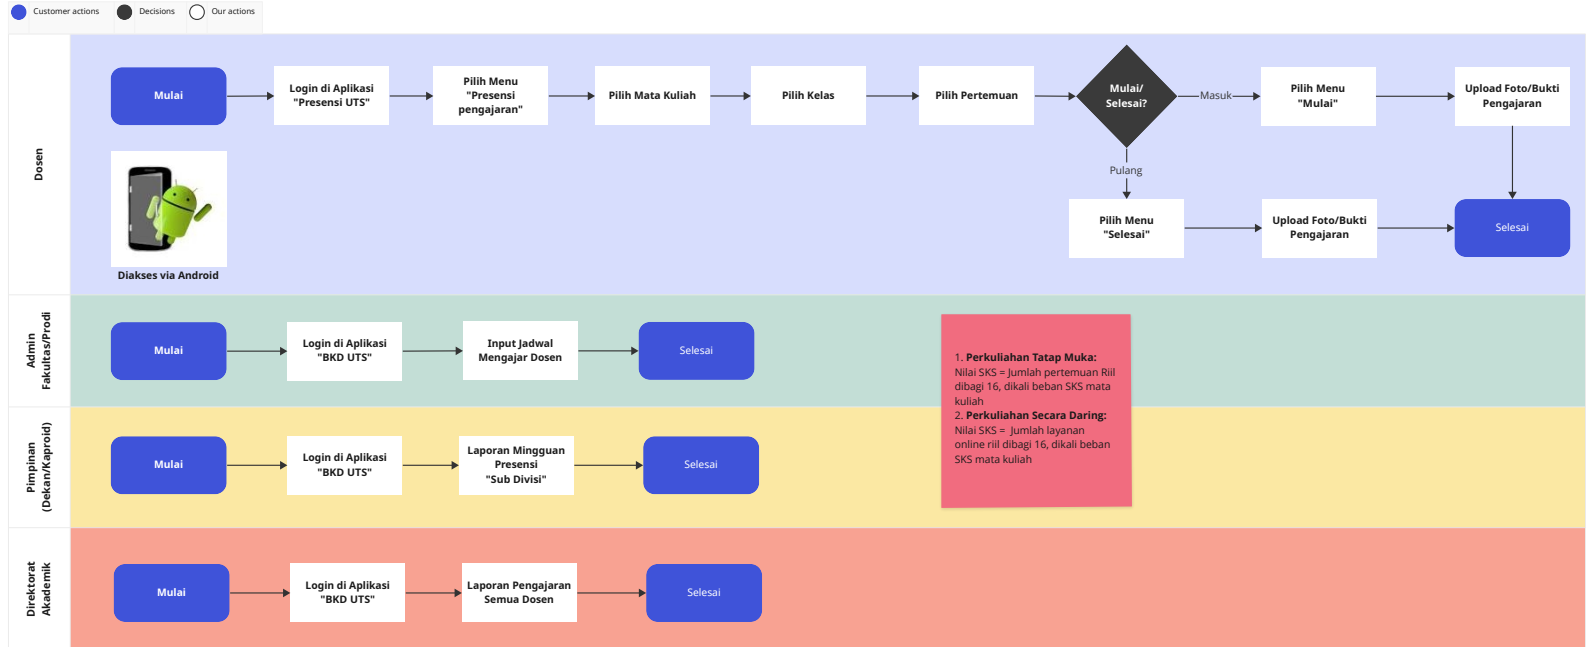 Customer actions
Decisions
Our actions
Dosen
Mulai
Login di Aplikasi
"Presensi UTS"
Pilih Menu
"Presensi
pengajaran"
Pilih Mata Kuliah
Pilih Kelas
Pilih Pertemuan
Mulai/
Selesai?
Masuk
Pilih Menu
"Mulai"
Upload Foto/Bukti
Pengajaran
Pulang
Pilih Menu
"Selesai"
Upload Foto/Bukti
Pengajaran
Selesai
Diakses via Android
Admin
Fakultas/Prodi
Mulai
Login di Aplikasi
"BKD UTS"
Input Jadwal
Mengajar Dosen
Selesai
1. Perkuliahan Tatap Muka:
Nilai SKS = Jumlah pertemuan Riil
dibagi 16, dikali beban SKS mata
kuliah
2. Perkuliahan Secara Daring:
Nilai SKS = Jumlah layanan
online riil dibagi 16, dikali beban
SKS mata kuliah
Pimpinan
(Dekan/Kaproid)
Mulai
Login di Aplikasi
"BKD UTS"
Laporan Mingguan
Presensi
"Sub Divisi"
Selesai
Direktorat
Akademik
Mulai
Login di Aplikasi
"BKD UTS"
Laporan Pengajaran
Semua Dosen
Selesai